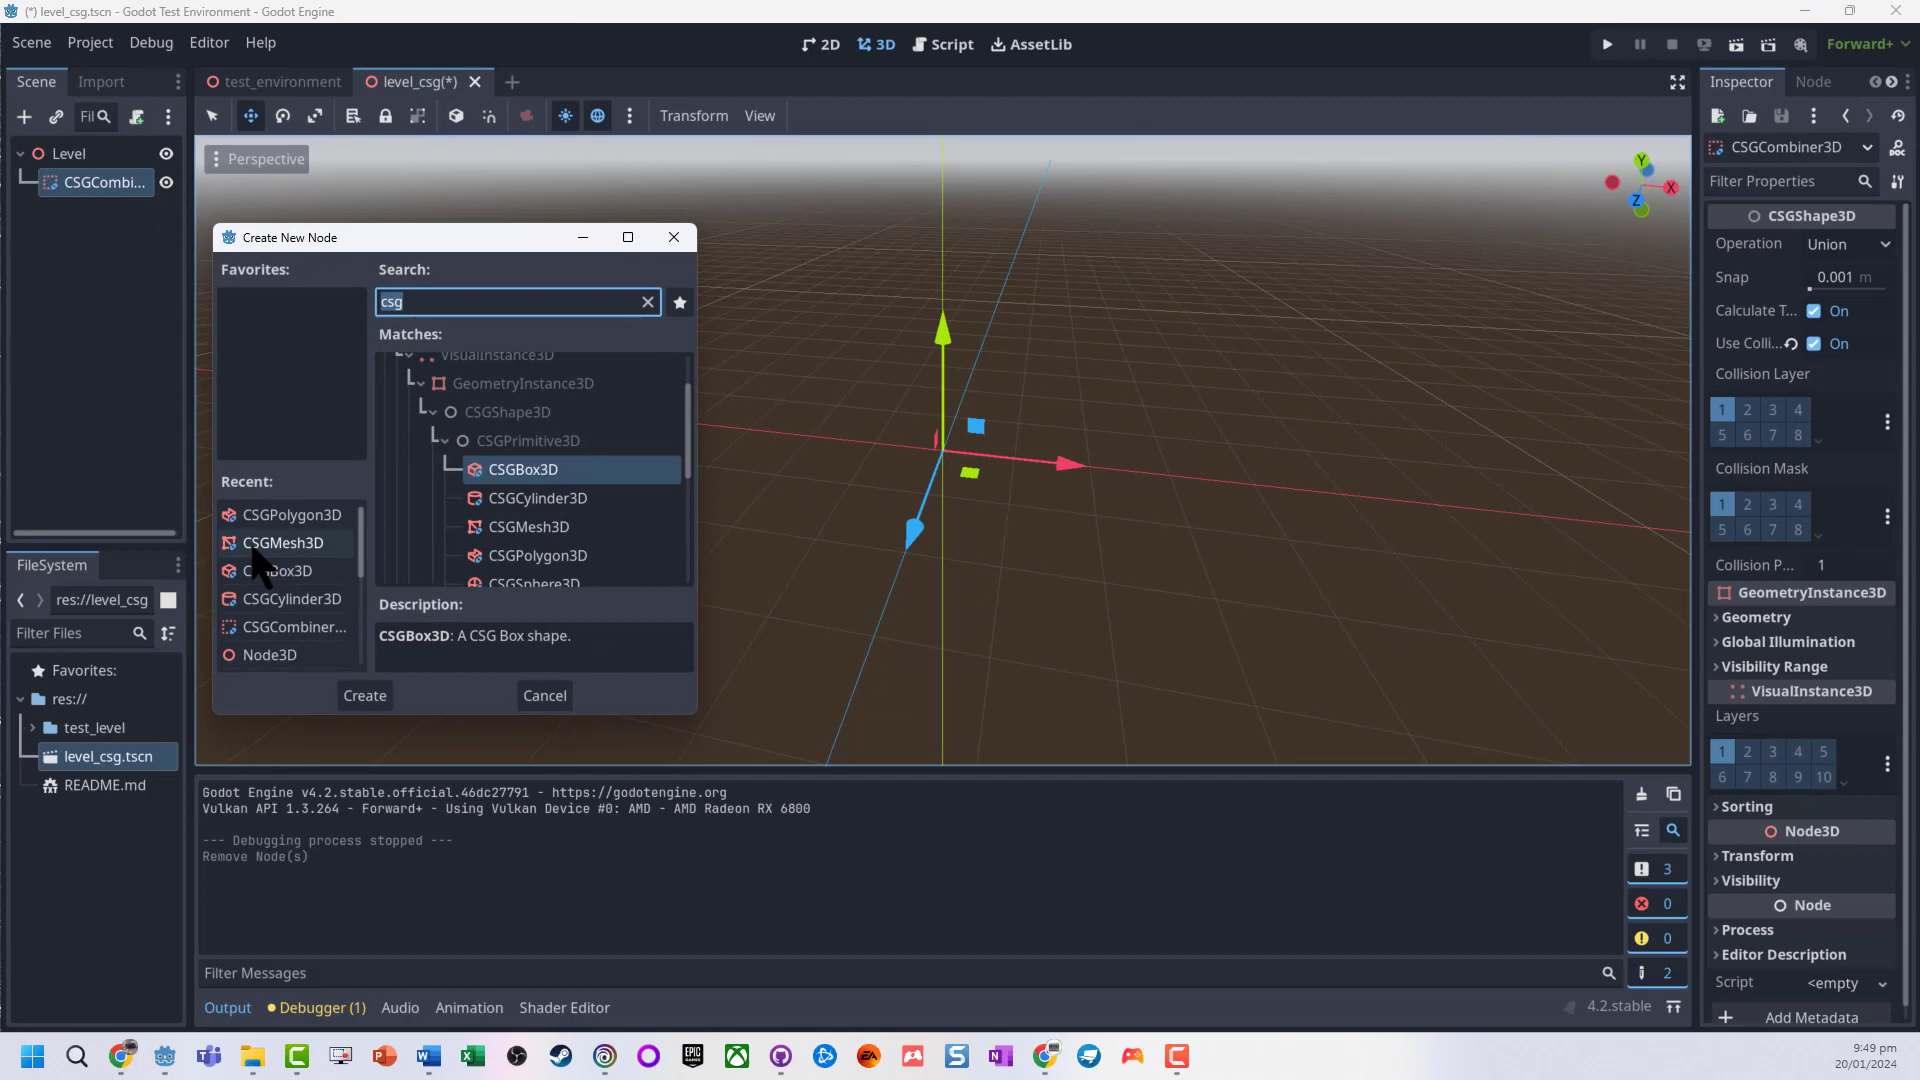 (*) level_csg.tscn - Godot Test Environment - Godot Engine
Scene Project Debug Editor Help
2D 3D Script AssetLib
Forward+
Scene Import
test_environment level_csg(*)
Inspector Node
Fil
Transform View
Level
CSGCombi...
Perspective
Y
X
Z
CSGCombiner3D
Filter Properties
CSGShape3D
Operation Union
Snap 0.001 m
Calculate T... On
Use Colli... On
Collision Layer
1 2 3 4
5 6 7 8
Collision Mask
1 2 3 4
5 6 7 8
Collision P... 1
GeometryInstance3D
Geometry
Global Illumination
Visibility Range
VisualInstance3D
Layers
1 2 3 4 5
6 7 8 9 10
Sorting
Node3D
Transform
Visibility
Node
Process
Editor Description
Script <empty
Add Metadata
Create New Node
Favorites:
Search:
csg
Matches:
VisualInstance3D
GeometryInstance3D
CSGShape3D
CSGPrimitive3D
CSGBox3D
CSGCylinder3D
CSGMesh3D
CSGPolygon3D
CSGSphere3D
Recent:
CSGPolygon3D
CSGMesh3D
CSGBox3D
CSGCylinder3D
CSGCombiner...
Node3D
Description:
CSGBox3D: A CSG Box shape.
Create Cancel
FileSystem
res://level_csg
Filter Files
Favorites:
res://
test_level
level_csg.tscn
README.md
Godot Engine v4.2.stable.official.46dc27791 - https://godotengine.org
Vulkan API 1.3.264 - Forward+ - Using Vulkan Device #0: AMD - AMD Radeon RX 6800
--- Debugging process stopped ---
Remove Node(s)
3
0
0
2
Filter Messages
Output Debugger (1) Audio Animation Shader Editor
4.2.stable
9:49 pm
20/01/2024